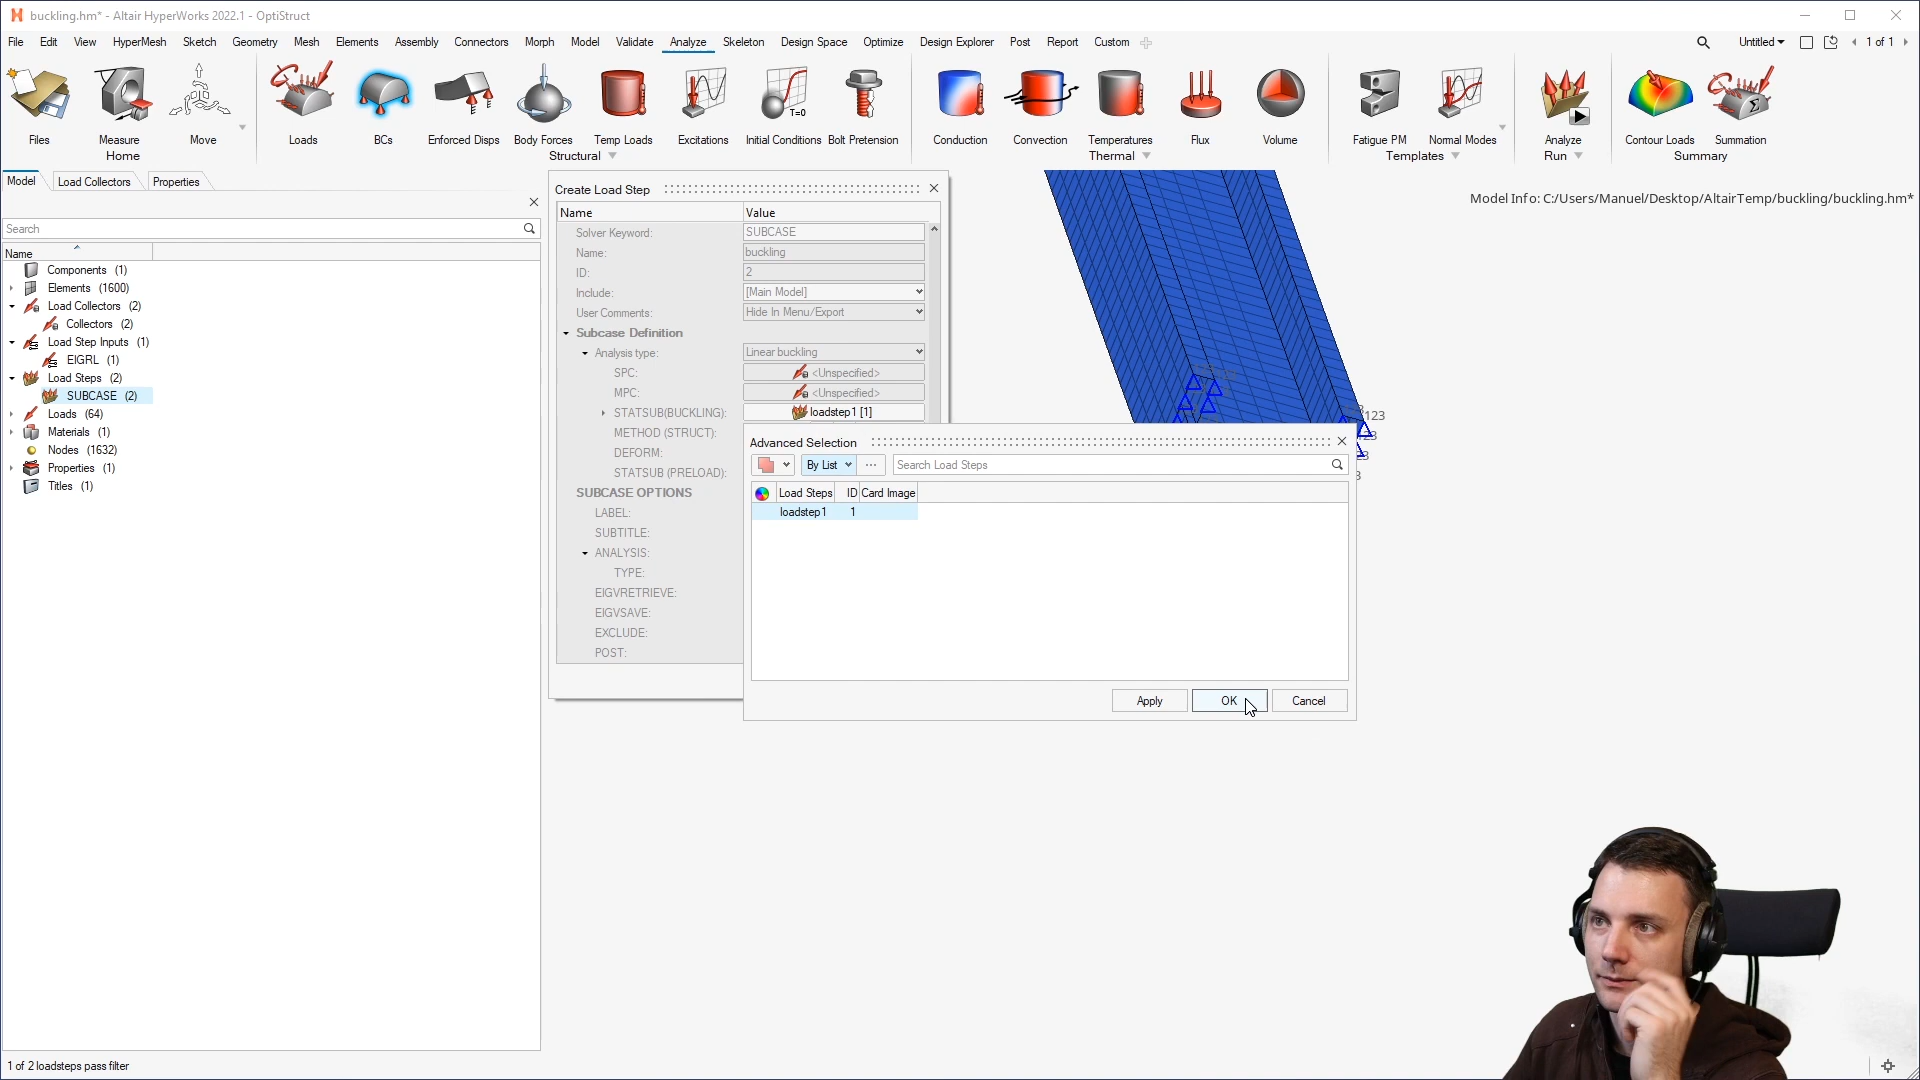 buckling.hm* - Altair HyperWorks 2022.1 - OptiStruct
File Edit View HyperMesh Sketch Geometry Mesh Elements Assembly Connectors Morph Model Validate Analyze Skeleton Design Space Optimize Design Explorer Post Report Custom Untitled 1 of 1
T=0
Files Measure Move Loads BCs Enforced Disps Body Forces Temp Loads Excitations Initial Conditions Bolt Pretension Conduction Convection Temperatures Flux Volume Fatigue PM Normal Modes Analyze Contour Loads Summation
Home Structural Thermal Templates Run Summary
Model Load Collectors Properties
Search
Name
Components (1)
Elements (1600)
Load Collectors (2)
Collectors (2)
Load Step Inputs (1)
EIGRL (1)
Load Steps (2)
SUBCASE (2)
Loads (64)
Materials (1)
Nodes (1632)
Properties (1)
Titles (1)
1 of 2 loadsteps pass filter
Create Load Step
Name Value
Solver Keyword: SUBCASE
Name: buckling
ID: 2
Include: [Main Model]
User Comments: Hide In Menu/Export
Subcase Definition
Analysis type: Linear buckling
SPC: <Unspecified>
MPC: <Unspecified>
STATSUB(BUCKLING): loadstep1 [1]
METHOD (STRUCT):
DEFORM:
STATSUB (PRELOAD):
SUBCASE OPTIONS
LABEL:
SUBTITLE:
ANALYSIS:
TYPE:
EIGVRETRIEVE:
EIGVSAVE:
EXCLUDE:
POST:
Advanced Selection
By List Search Load Steps
Load Steps ID Card Image
loadstep1 1
Apply OK Cancel
Model Info: C:/Users/Manuel/Desktop/AltairTemp/buckling/buckling.hm*
123